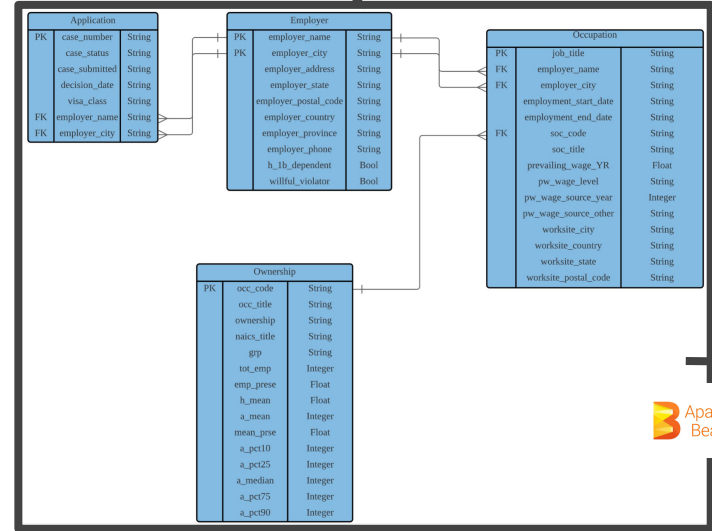 Application
PK case_number String
case_status String
case_submitted String
decision_date String
visa_class String
FK employer_name String
FK employer_city String
Employer
PK employer_name String
PK employer_city String
employer_address String
employer_state String
employer_postal_code String
employer_country String
employer_province String
employer_phone String
h_1b_dependent Bool
willful_violator Bool
Occupation
PK job_title String
FK employer_name String
FK employer_city String
employment_start_date String
employment_end_date String
FK soc_code String
soc_title String
prevailing_wage_YR Float
pw_wage_level String
pw_wage_source_year Integer
pw_wage_source_other String
worksite_city String
worksite_country String
worksite_state String
worksite_postal_code String
Ownership
PK occ_code String
occ_title String
ownership String
naics_title String
grp String
tot_emp Integer
emp_prese Float
h_mean Float
a_mean Integer
mean_prse Float
a_pct10 Integer
a_pct25 Integer
a_median Integer
a_pct75 Integer
a_pct90 Integer
Apa
Bea